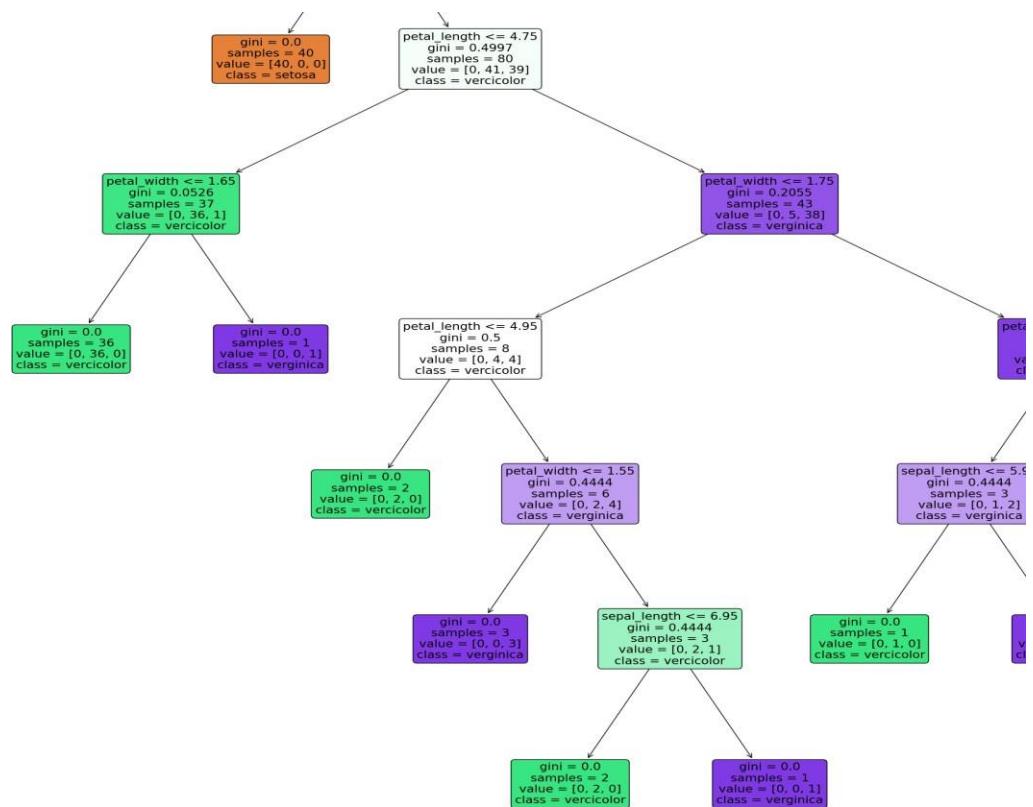 gini = 0.0
samples = 40
value = [40, 0, 0]
class = setosa
petal_length <= 4.75
gini = 0.4997
samples = 80
value = [0, 41, 39]
class = vercicolor
petal_width <= 1.65
gini = 0.0526
samples = 37
value = [0, 36, 1]
class = vercicolor
petal_width <= 1.75
gini = 0.2055
samples = 43
value = [0, 5, 38]
class = verginica
gini = 0.0
samples = 36
value = [0, 36, 0]
class = vercicolor
gini = 0.0
samples = 1
value = [0, 0, 1]
class = verginica
petal_length <= 4.95
gini = 0.5
samples = 8
value = [0, 4, 4]
class = vercicolor
gini = 0.0
samples = 2
value = [0, 2, 0]
class = vercicolor
petal_width <= 1.55
gini = 0.4444
samples = 6
value = [0, 2, 4]
class = verginica
sepal_length <= 5.9
gini = 0.4444
samples = 3
value = [0, 1, 2]
class = verginica
gini = 0.0
samples = 3
value = [0, 0, 3]
class = verginica
sepal_length <= 6.95
gini = 0.4444
samples = 3
value = [0, 2, 1]
class = vercicolor
gini = 0.0
samples = 1
value = [0, 1, 0]
class = vercicolor
gini = 0.0
samples = 2
value = [0, 2, 0]
class = vercicolor
gini = 0.0
samples = 1
value = [0, 0, 1]
class = verginica